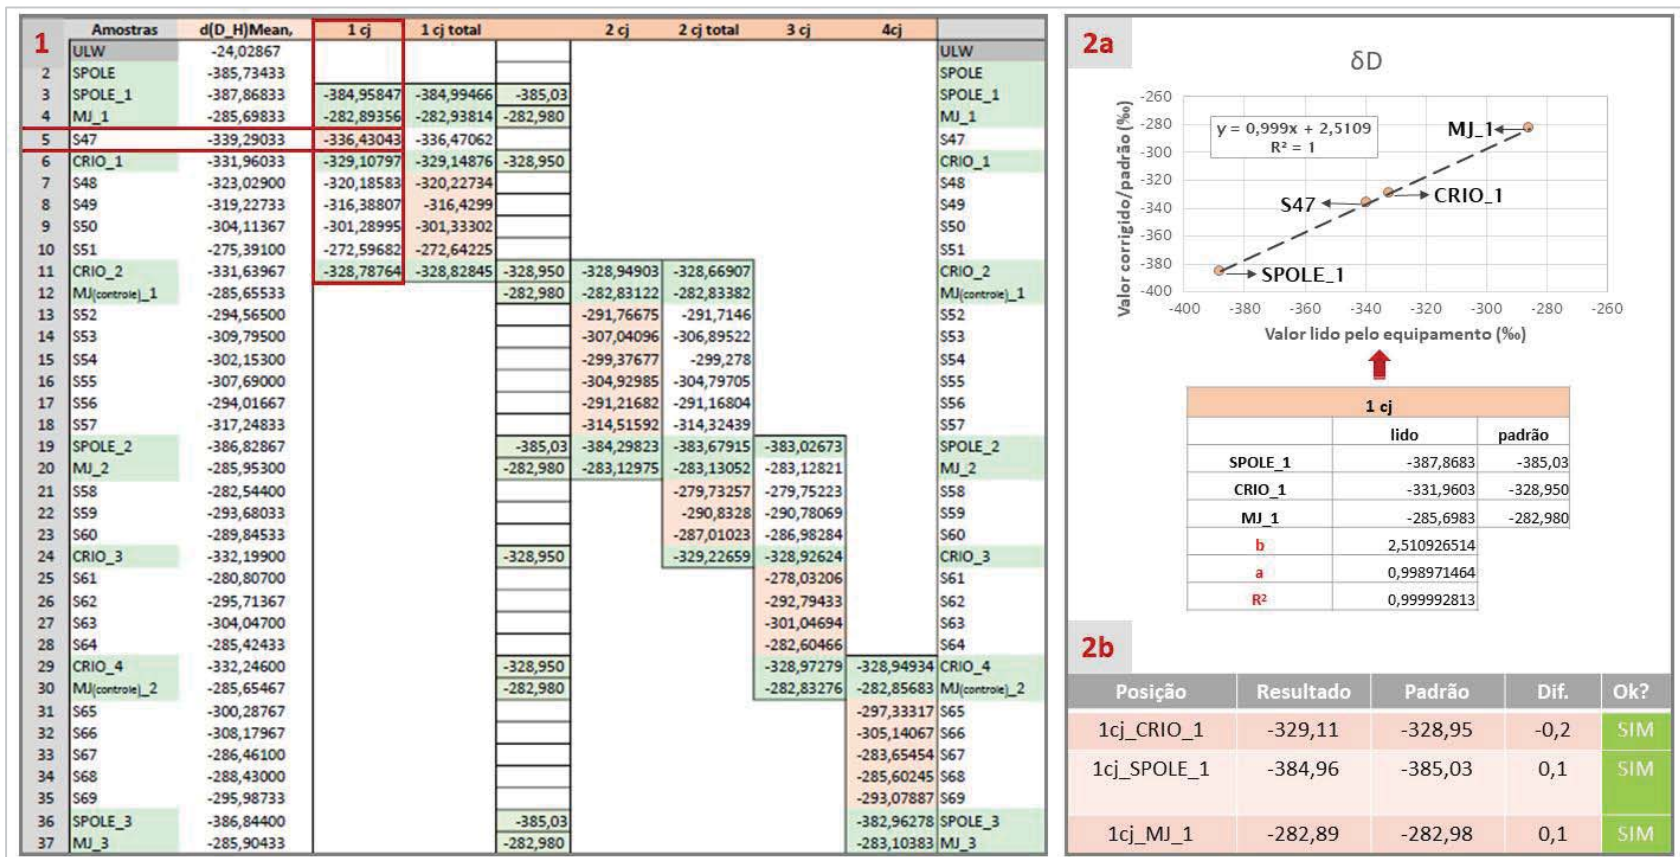 1 Amostras d(D_H)Mean, 1 cj 1 cj total 2 cj 2 cj total 3 cj 4cj
ULW -24,02867 ULW
2 SPOLE -385,73433 SPOLE
3 SPOLE_1 -387,86833 -384,95847 -384,99466 -385,03 SPOLE_1
4 MJ_1 -285,69833 -282,89356 -282,93814 -282,980 MJ_1
5 S47 -339,29033 -336,43043 -336,47062 S47
6 CRIO_1 -331,96033 -329,10797 -329,14876 -328,950 CRIO_1
7 S48 -323,02900 -320,18583 -320,22734 S48
8 S49 -319,22733 -316,38807 -316,4299 S49
9 S50 -304,11367 -301,28995 -301,33302 S50
10 S51 -275,39100 -272,59682 -272,64225 S51
11 CRIO_2 -331,63967 -328,78764 -328,82845 -328,950 -328,94903 -328,66907 CRIO_2
12 MJ(controle)_1 -285,65533 -282,980 -282,83122 -282,83382 MJ(controle)_1
13 S52 -294,56500 -291,76675 -291,7146 S52
14 S53 -309,79500 -307,04096 -306,89522 S53
15 S54 -302,15300 -299,37677 -299,278 S54
16 S55 -307,69000 -304,92985 -304,79705 S55
17 S56 -294,01667 -291,21682 -291,16804 S56
18 S57 -317,24833 -314,51592 -314,32439 S57
19 SPOLE_2 -386,82867 -385,03 -384,29823 -383,67915 -383,02673 SPOLE_2
20 MJ_2 -285,95300 -282,980 -283,12975 -283,13052 -283,12821 MJ_2
21 S58 -282,54400 -279,73257 -279,75223 S58
22 S59 -293,68033 -290,8328 -290,78069 S59
23 S60 -289,84533 -287,01023 -286,98284 S60
24 CRIO_3 -332,19900 -328,950 -329,22659 -328,92624 CRIO_3
25 S61 -280,80700 -278,03206 S61
26 S62 -295,71367 -292,79433 S62
27 S63 -304,04700 -301,04694 S63
28 S64 -285,42433 -282,60466 S64
29 CRIO_4 -332,24600 -328,950 -328,97279 -328,94934 CRIO_4
30 MJ(controle)_2 -285,65467 -282,980 -282,83276 -282,85683 MJ(controle)_2
31 S65 -300,28767 -297,33317 S65
32 S66 -308,17967 -305,14067 S66
33 S67 -286,46100 -283,65454 S67
34 S68 -288,43000 -285,60245 S68
35 S69 -295,98733 -293,07887 S69
36 SPOLE_3 -386,84400 -385,03 -382,96278 SPOLE_3
37 MJ_3 -285,90433 -282,980 -283,10383 MJ_3
2a
δD
Valor corrigido/padrão (‰)
-260
-280
-300
-320
-340
-360
-380
-400
y = 0,999x + 2,5109
R² = 1
MJ_1
S47
CRIO_1
SPOLE_1
-400 -380 -360 -340 -320 -300 -280 -260
Valor lido pelo equipamento (‰)
1 cj
lido padrão
SPOLE_1 -387,8683 -385,03
CRIO_1 -331,9603 -328,950
MJ_1 -285,6983 -282,980
b 2,510926514
a 0,998971464
R² 0,999992813
2b
Posição Resultado Padrão Dif. Ok?
1cj_CRIO_1 -329,11 -328,95 -0,2 SIM
1cj_SPOLE_1 -384,96 -385,03 0,1 SIM
1cj_MJ_1 -282,89 -282,98 0,1 SIM